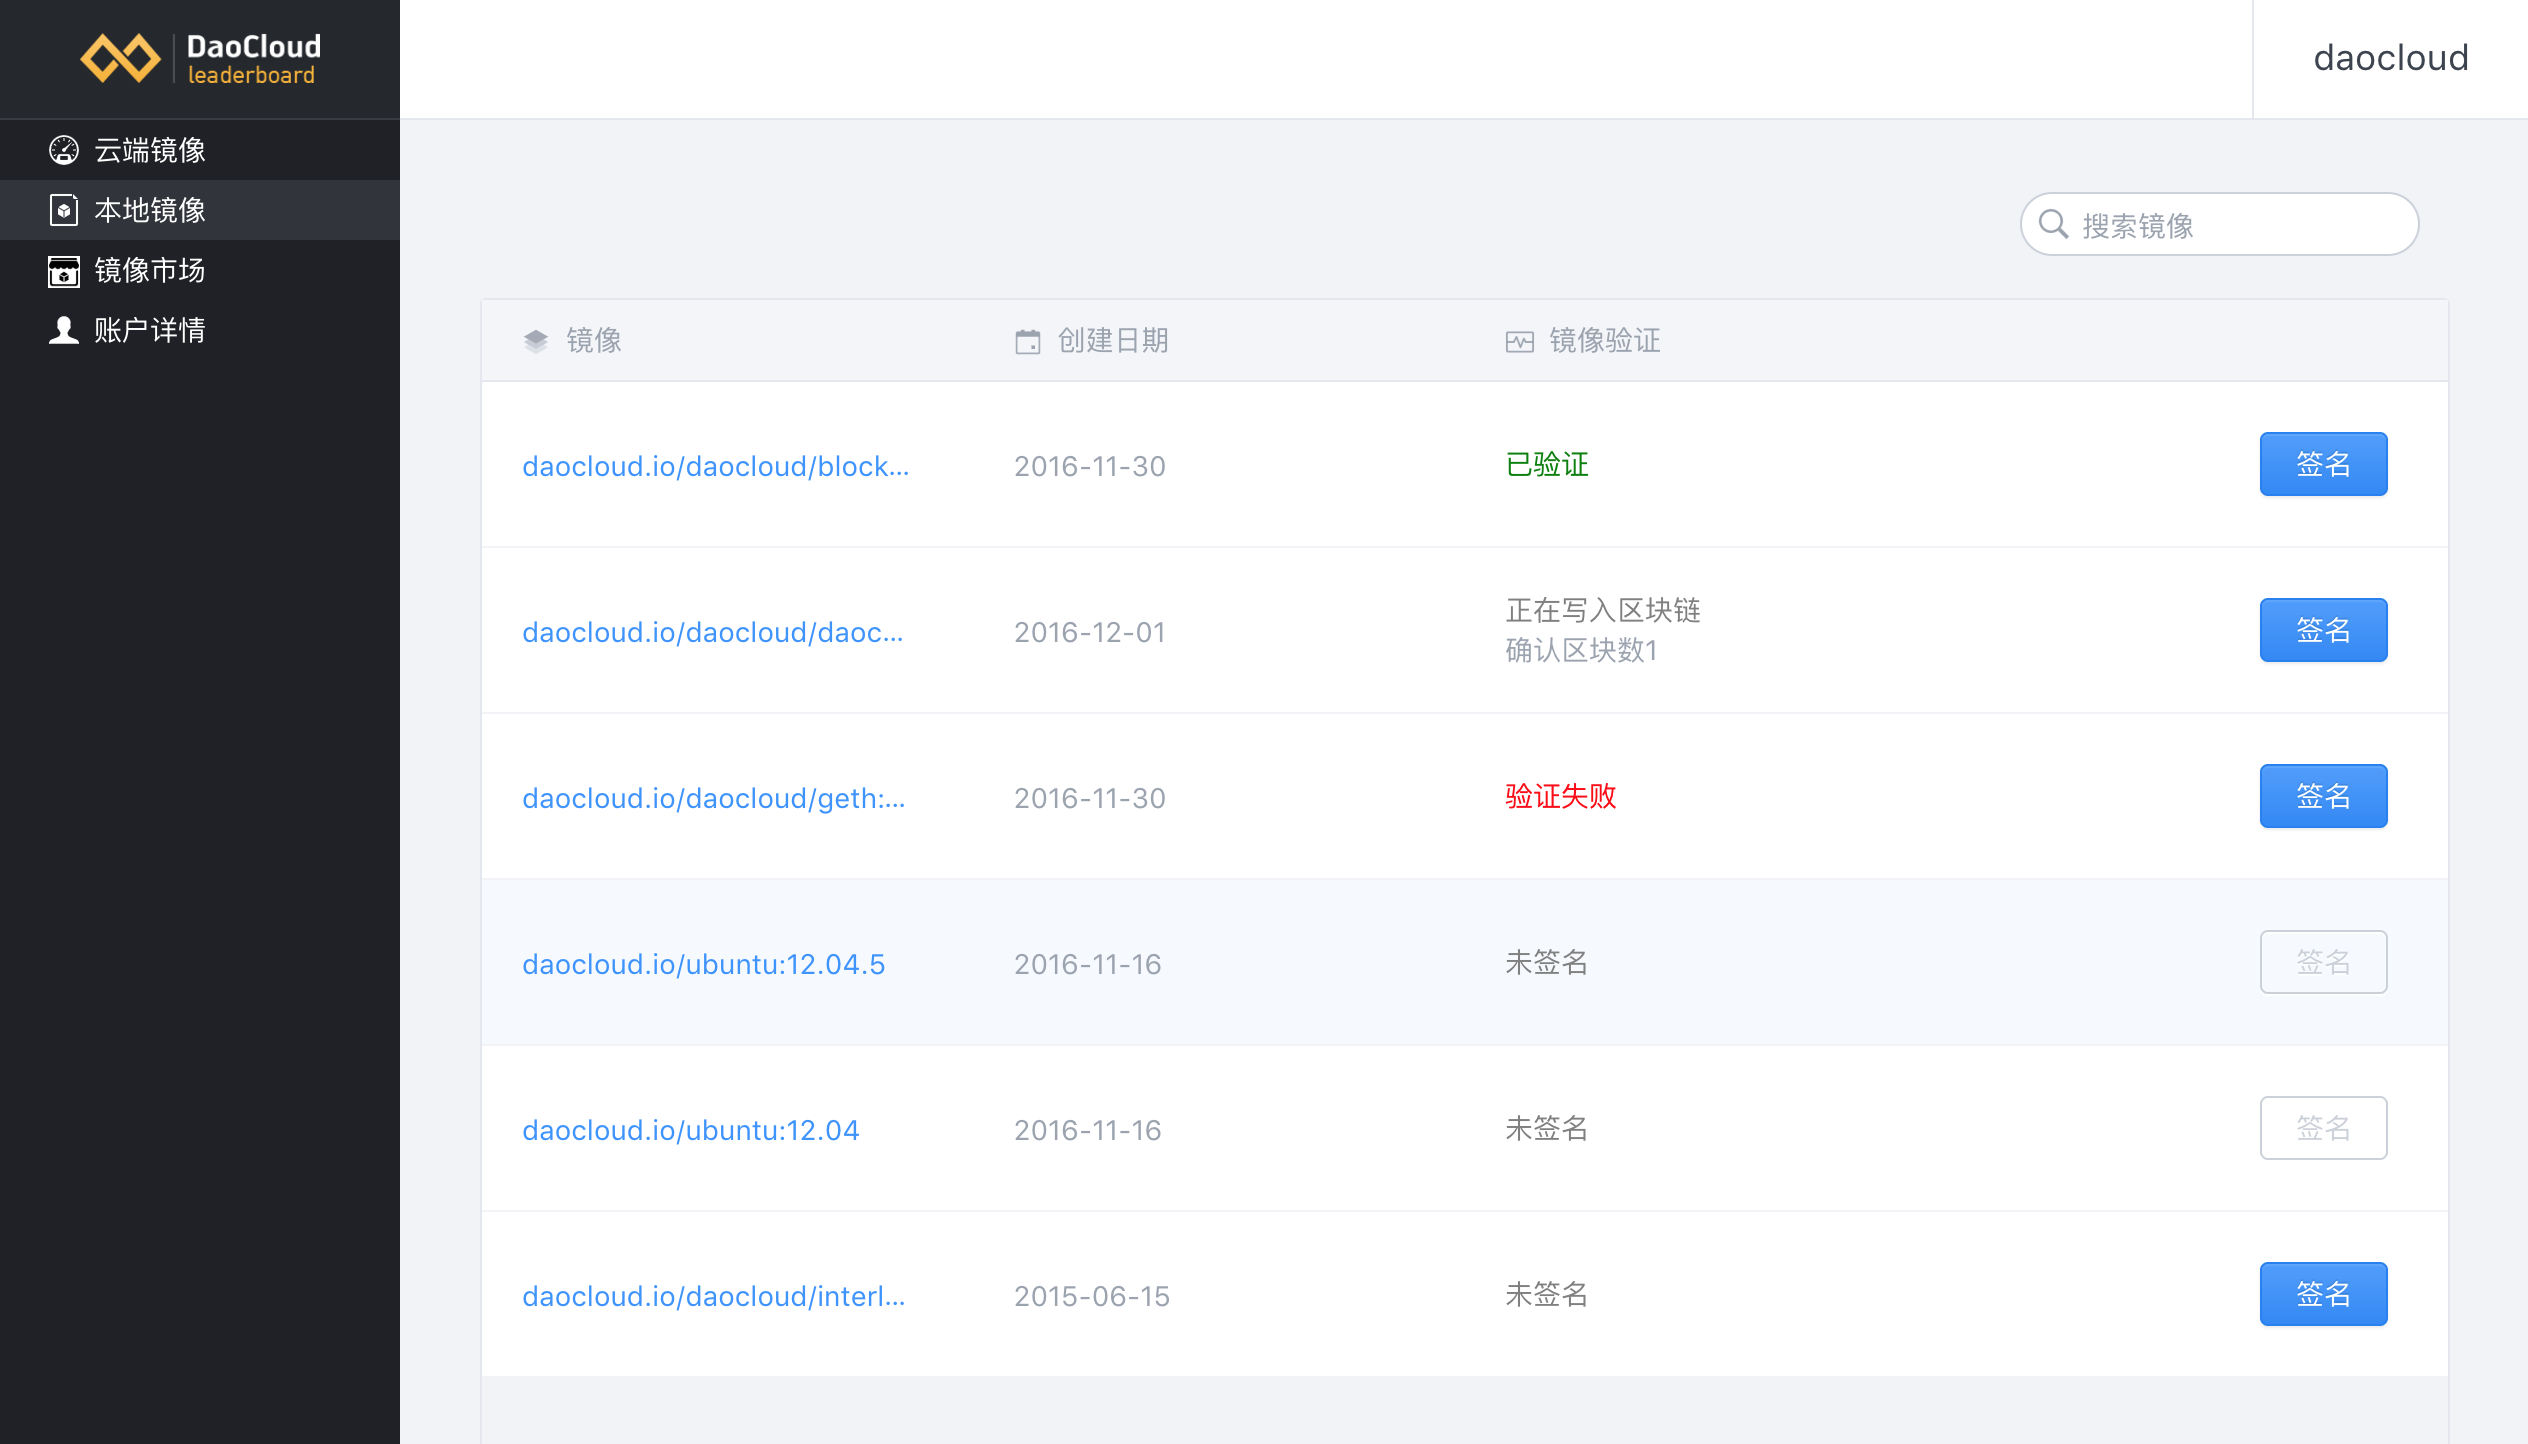 DaoCloud
leaderboard
daocloud
云端镜像
本地镜像
镜像市场
账户详情
搜索镜像
镜像 创建日期 镜像验证
daocloud.io/daocloud/block... 2016-11-30 已验证 签名
daocloud.io/daocloud/daoc... 2016-12-01 正在写入区块链 签名
确认区块数1
daocloud.io/daocloud/geth:... 2016-11-30 验证失败 签名
daocloud.io/ubuntu:12.04.5 2016-11-16 未签名 签名
daocloud.io/ubuntu:12.04 2016-11-16 未签名 签名
daocloud.io/daocloud/interl... 2015-06-15 未签名 签名